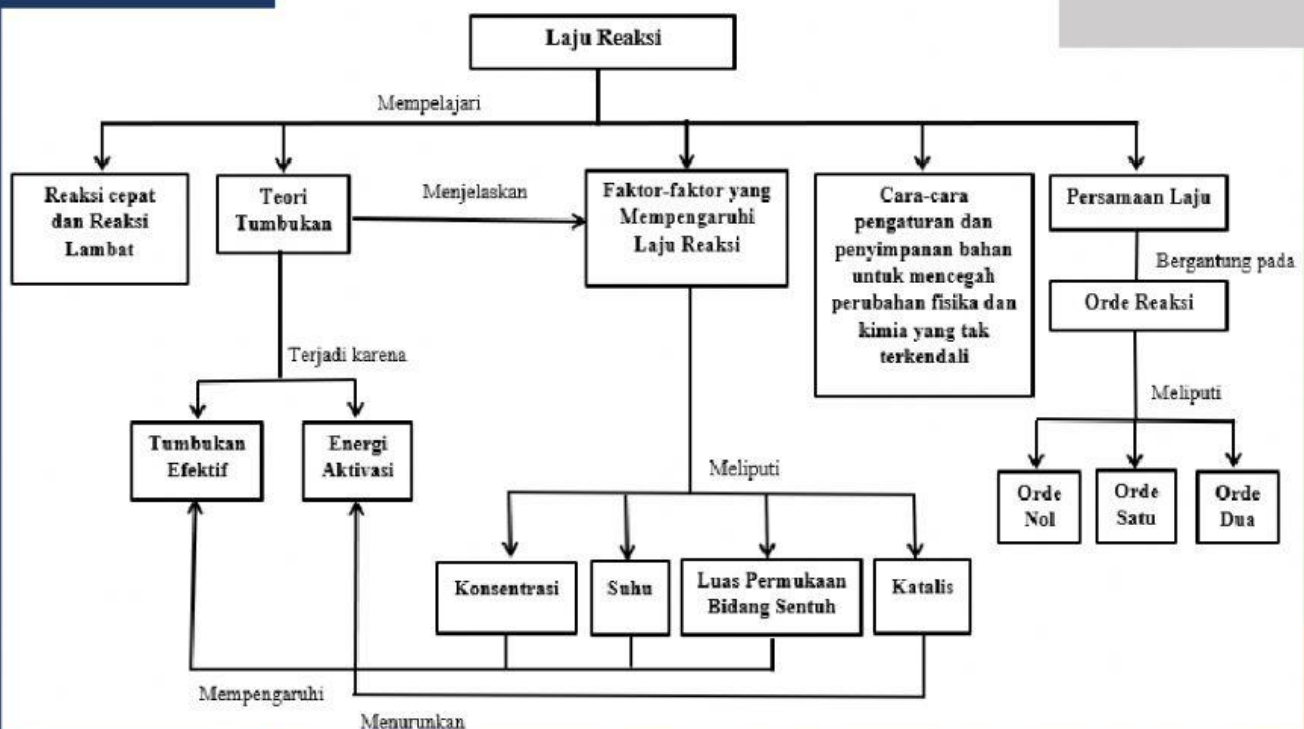 Laju Reaksi
Mempelajari
Reaksi cepat
dan Reaksi
Lambat
Teori
Tumbukan
Menjelaskan
Faktor-faktor yang
Mempengaruhi
Laju Reaksi
Cara-cara
pengaturan dan
penyimpanan bahan
untuk mencegah
perubahan fisika dan
kimia yang tak
terkendali
Persamaan Laju
Bergantung pada
Orde Reaksi
Meliputi
Orde
Nol
Orde
Satu
Orde
Dua
Terjadi karena
Tumbukan
Efektif
Energi
Aktivasi
Meliputi
Konsentrasi
Suhu
Luas Permukaan
Bidang Sentuh
Katalis
Mempengaruhi
Menurunkan